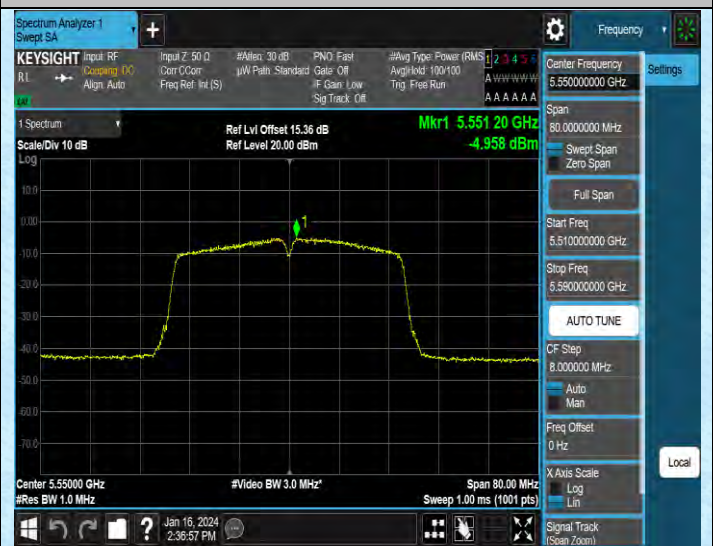 Spectrum Analyzer 1
Swept SA
+
Frequency
KEYSIGHT
RL
Input: RF
Coupling: DC
Align: Auto
Input Z: 50 Ω
Corr CCorr
Freq Ref: Int (S)
#Atten: 30 dB
µW Path: Standard
PNO: Fast
Gate: Off
IF Gain: Low
Sig Track: Off
#Avg Type: Power (RMS
Avg|Hold: 100/100
Trig: Free Run
1 2 3 4 5 6
A W W W W W
A A A A A A
1 Spectrum
Scale/Div 10 dB
Ref Lvl Offset 15.36 dB
Ref Level 20.00 dBm
Mkr1 5.551 20 GHz
-4.958 dBm
Log
10.0
0.00
-10.0
-20.0
-30.0
-40.0
-50.0
-60.0
-70.0
1
Center 5.55000 GHz
#Res BW 1.0 MHz
#Video BW 3.0 MHz*
Span 80.00 MHz
Sweep 1.00 ms (1001 pts)
Jan 16, 2024
2:36:57 PM
?
Center Frequency
5.550000000 GHz
Settings
Span
80.0000000 MHz
Swept Span
Zero Span
Full Span
Start Freq
5.510000000 GHz
Stop Freq
5.590000000 GHz
AUTO TUNE
CF Step
8.000000 MHz
Auto
Man
Freq Offset
0 Hz
X Axis Scale
Log
Lin
Local
Signal Track
(Span Zoom)